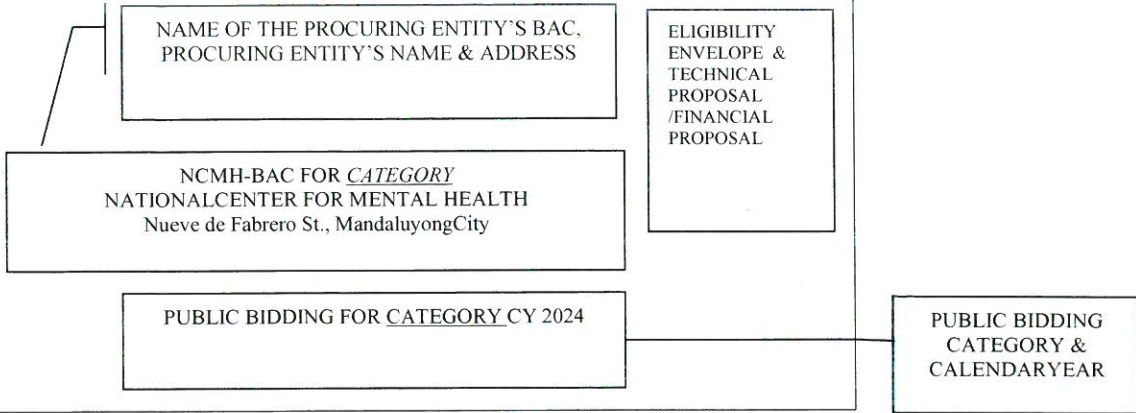 NAME OF THE PROCURING ENTITY'S BAC,
PROCURING ENTITY'S NAME & ADDRESS
ELIGIBILITY
ENVELOPE &
TECHNICAL
PROPOSAL
/FINANCIAL
PROPOSAL
NCMH-BAC FOR CATEGORY
NATIONALCENTER FOR MENTAL HEALTH
Nueve de Fabrero St., MandaluyongCity
PUBLIC BIDDING FOR CATEGORY CY 2024
PUBLIC BIDDING
CATEGORY &
CALENDARYEAR